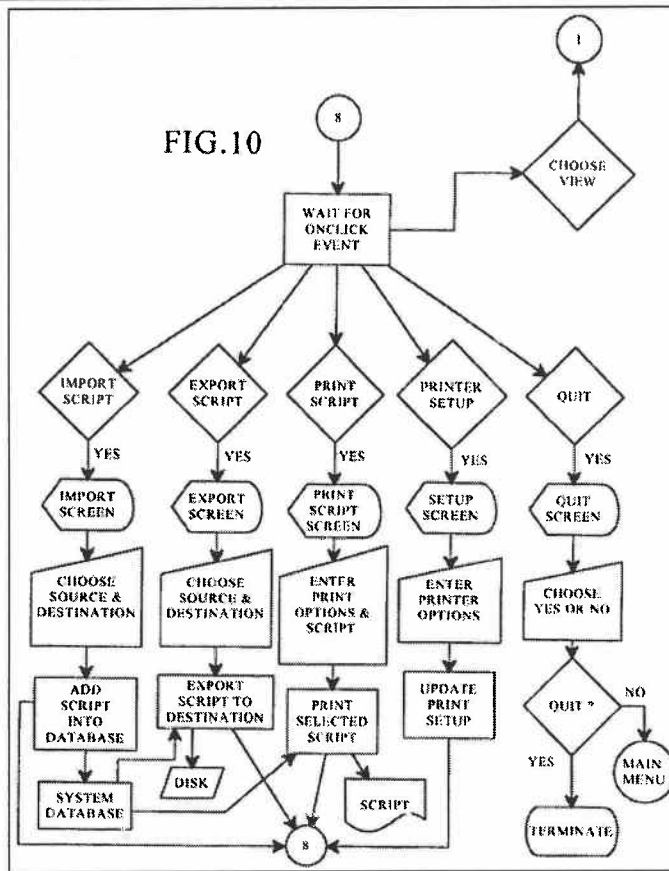 1
8
FIG.10
CHOOSE
VIEW
WAIT FOR
ONCLICK
EVENT
IMPORT
SCRIPT
EXPORT
SCRIPT
PRINT
SCRIPT
PRINTER
SETUP
QUIT
YES
YES
YES
YES
YES
IMPORT
SCREEN
EXPORT
SCREEN
PRINT
SCRIPT
SCREEN
SETUP
SCREEN
QUIT
SCREEN
CHOOSE
SOURCE &
DESTINATION
CHOOSE
SOURCE &
DESTINATION
ENTER
PRINT
OPTIONS &
SCRIPT
ENTER
PRINTER
OPTIONS
CHOOSE
YES OR NO
ADD
SCRIPT
INTO
DATABASE
EXPORT
SCRIPT TO
DESTINATION
PRINT
SELECTED
SCRIPT
UPDATE
PRINT
SETUP
QUIT ?
NO
YES
MAIN
MENU
SYSTEM
DATABASE
DISK
SCRIPT
8
TERMINATE